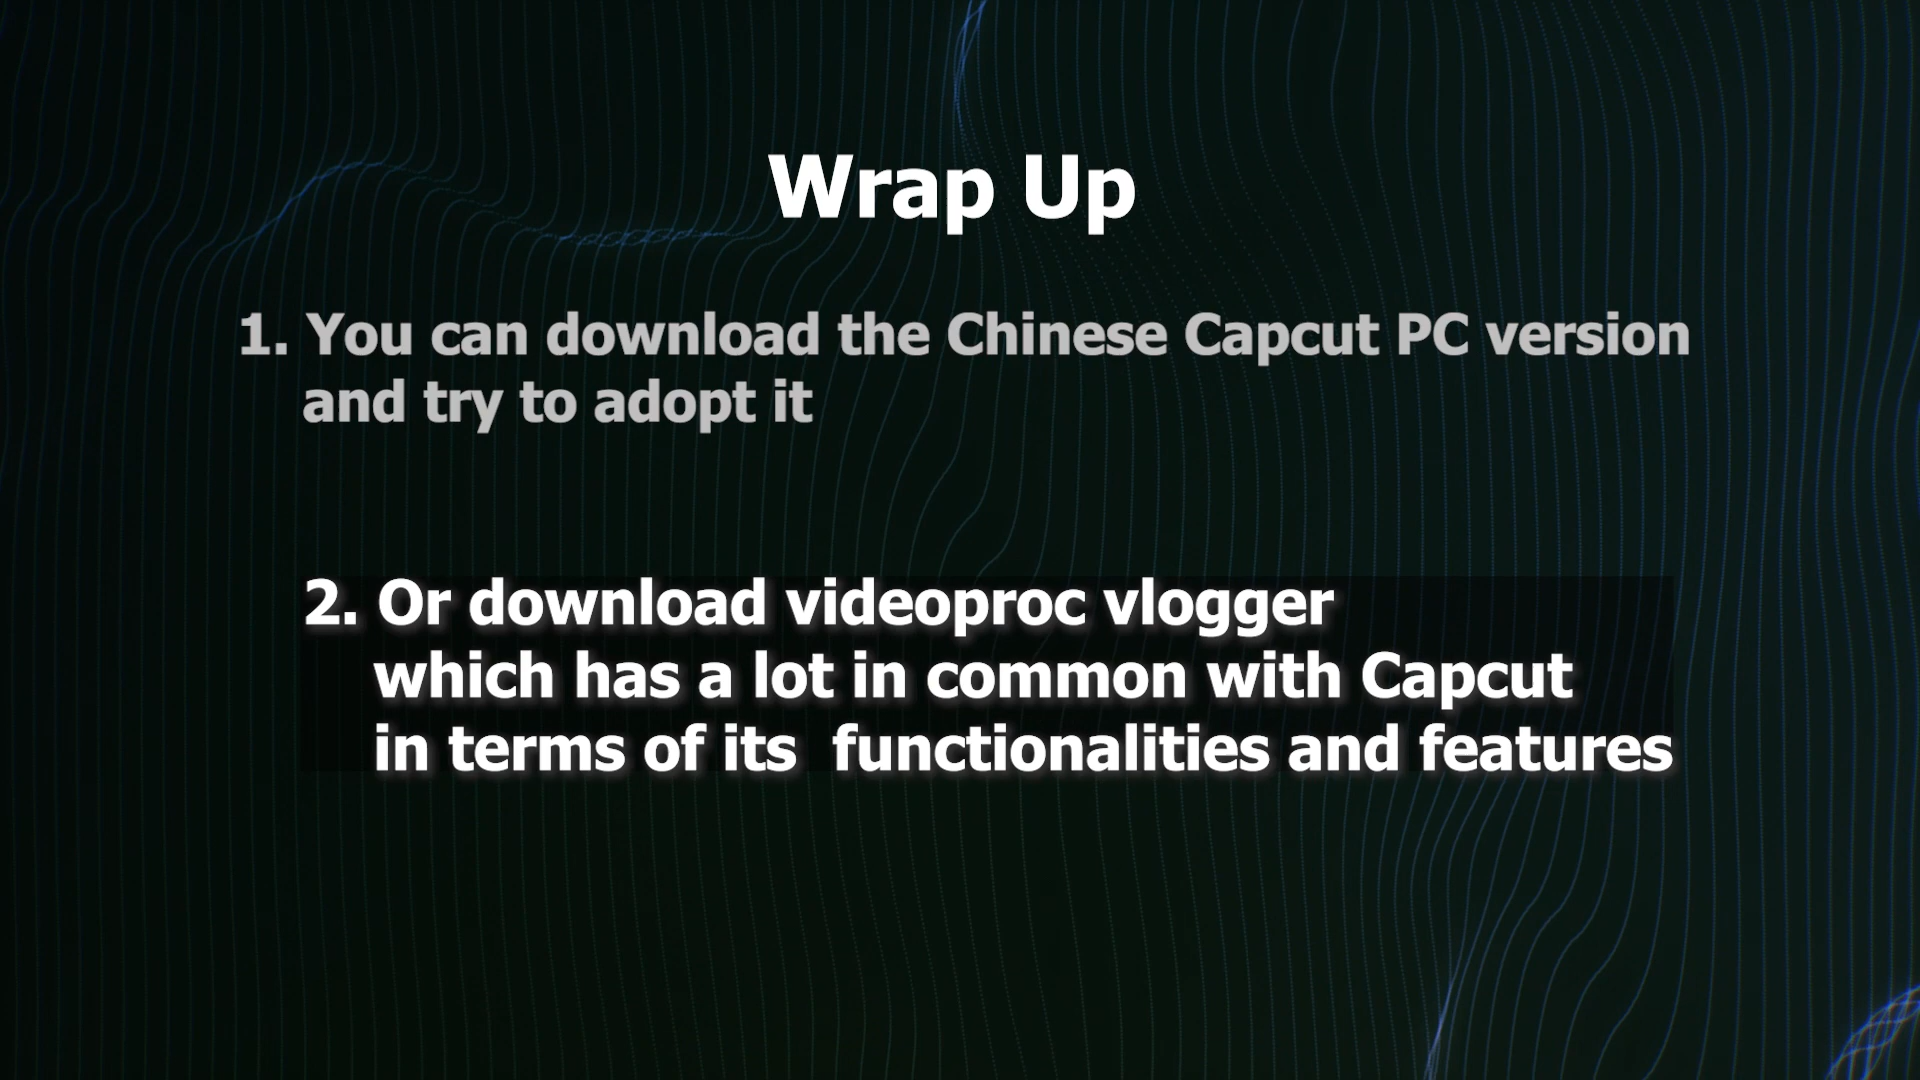 Wrap Up
1. You can download the Chinese Capcut PC version
and try to adopt it
2. Or download videoproc vlogger
which has a lot in common with Capcut
in terms of its  functionalities and features